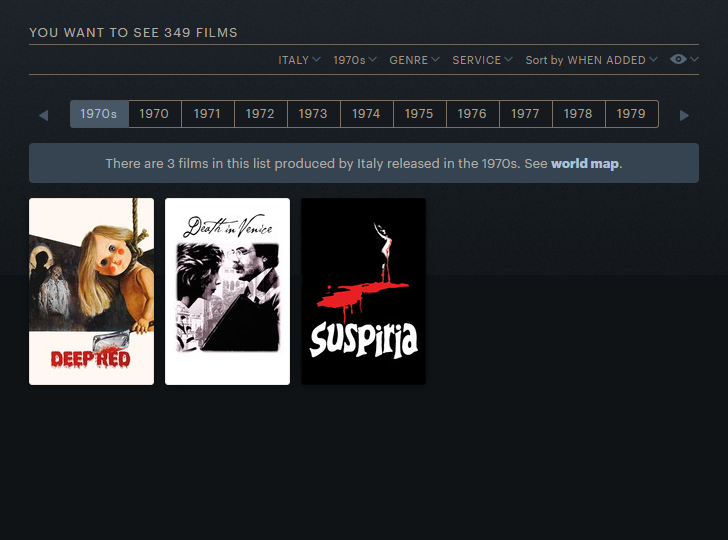 YOU WANT TO SEE 349 FILMS
ITALY 1970s GENRE SERVICE Sort by WHEN ADDED
1970s 1970 1971 1972 1973 1974 1975 1976 1977 1978 1979
There are 3 films in this list produced by Italy released in the 1970s. See world map.
DEEP RED
Death in Venice
SUSPIRIA